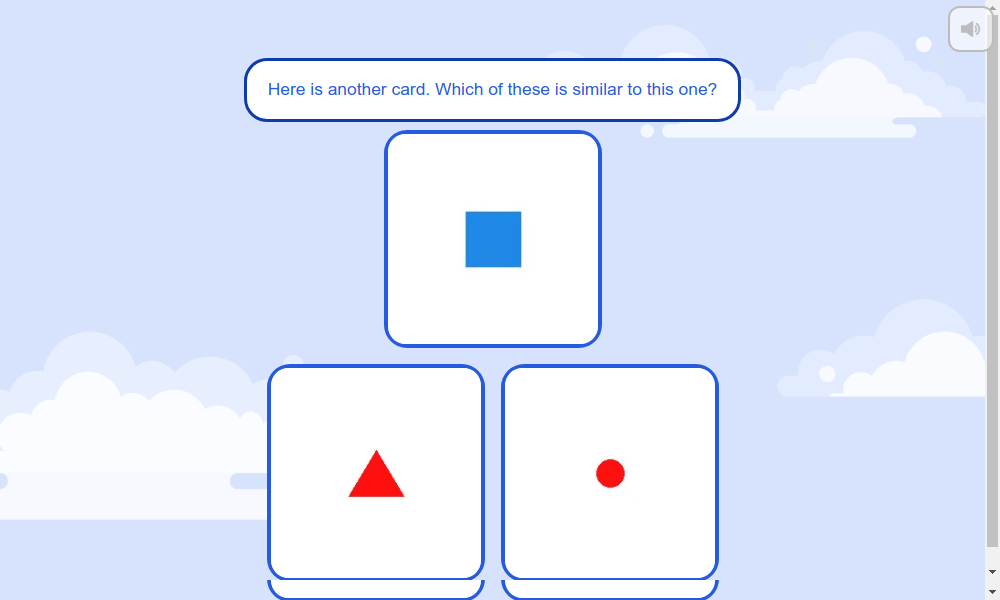 Here is another card. Which of these is similar to this one?